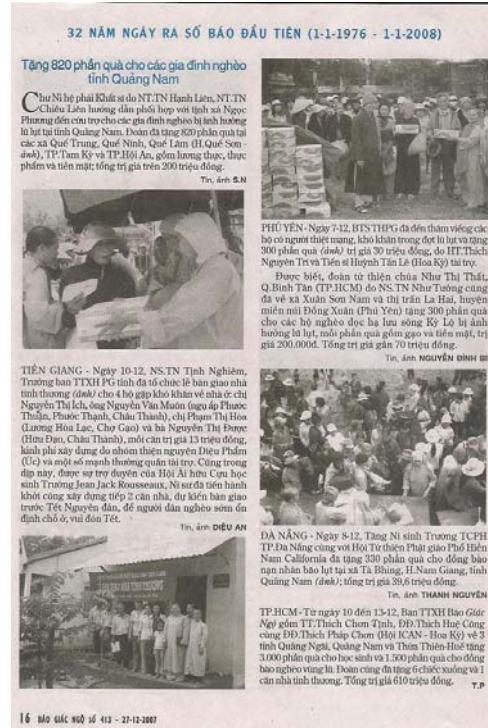 32 NĂM NGÀY RA SỐ BÁO ĐẦU TIÊN (1-1-1976 - 1-1-2008)
Tặng 820 phần quà cho các gia đình nghèo
tỉnh Quảng Nam
Chư Ni hệ phái Khất sĩ do NT.TN Hạnh Liên, NT.TN
Chiêu Liên hướng dẫn phối hợp với tịnh xá Ngọc
Phương đến cứu trợ cho các gia đình nghèo bị ảnh hưởng
lũ lụt tại tỉnh Quảng Nam. Đoàn đã tặng 820 phần quà tại
các xã Quế Trung, Quế Ninh, Quế Lâm (H.Quế Sơn -
ảnh), TP.Tam Kỳ và TP.Hội An, gồm lương thực, thực
phẩm và tiền mặt; tổng trị giá trên 200 triệu đồng.
Tin, ảnh S.N
TIỀN GIANG - Ngày 10-12, NS.TN Tịnh Nghiêm,
Trưởng ban TTXH PG tỉnh đã tổ chức lễ bàn giao nhà
tình thương (ảnh) cho 4 hộ gặp khó khăn về nhà ở: chị
Nguyễn Thị Ích, ông Nguyễn Văn Muôn (ngụ ấp Phước
Thuận, Phước Thạnh, Châu Thành), chị Phạm Thị Hòa
(Lương Hòa Lạc, Chợ Gạo) và bà Nguyễn Thị Được
(Hữu Đạo, Châu Thành), mỗi căn trị giá 13 triệu đồng,
kinh phí xây dựng do nhóm thiện nguyện Diệu Phẩm
(Úc) và một số mạnh thường quân tài trợ. Cũng trong
dịp này, được sự trợ duyên của Hội Ái hữu Cựu học
sinh Trường Jean Jack Rousseaux, Ni sư đã tiến hành
khởi công xây dựng tiếp 2 căn nhà, dự kiến bàn giao
trước Tết Nguyên đán, để người dân nghèo sớm ổn
định chỗ ở, vui đón Tết.
Tin, ảnh DIỆU AN
PHÚ YÊN - Ngày 7-12, BTS THPG đã đến thăm viếng các
hộ có người thiệt mạng, khó khăn trong đợt lũ lụt và tặng
300 phần quà (ảnh) trị giá 30 triệu đồng, do HT.Thích
Nguyên Trí và Tiến sĩ Huỳnh Tấn Lê (Hoa Kỳ) tài trợ.
Được biết, đoàn từ thiện chùa Như Thị Thất,
Q.Bình Tân (TP.HCM) do NS.TN Như Tường cũng
đã về xã Xuân Sơn Nam và thị trấn La Hai, huyện
miền núi Đồng Xuân (Phú Yên) tặng 300 phần quà
cho các hộ nghèo dọc hạ lưu sông Kỳ Lộ bị ảnh
hưởng lũ lụt, mỗi phần quà gồm gạo và tiền mặt, trị
giá 200.000đ. Tổng trị giá gần 70 triệu đồng.
Tin, ảnh NGUYÊN ĐÌNH BI
ĐÀ NẴNG - Ngày 8-12, Tăng Ni sinh Trường TCPH
TP.Đà Nẵng cùng với Hội Từ thiện Phật giáo Phổ Hiền
Nam California đã tặng 330 phần quà cho đồng bào
nạn nhân bão lụt tại xã Tà Bhing, H.Nam Giang, tỉnh
Quảng Nam (ảnh); tổng trị giá 39,6 triệu đồng.
Tin, ảnh THANH NGUYÊN
TP.HCM - Từ ngày 10 đến 13-12, Ban TTXH Báo Giác
Ngộ gồm TT.Thích Chơn Tịnh, ĐĐ.Thích Huệ Công
cùng ĐĐ.Thích Pháp Chơn (Hội ICAN - Hoa Kỳ) về 3
tỉnh Quảng Ngãi, Quảng Nam và Thừa Thiên-Huế tặng
3.000 phần quà cho học sinh và 1.500 phần quà cho đồng
bào nghèo vùng lũ. Đoàn cũng đã tặng 6 chiếc xuồng và 1
căn nhà tình thương. Tổng trị giá 610 triệu đồng.
T.P
16 BÁO GIÁC NGỘ SỐ 413 - 27-12-2007